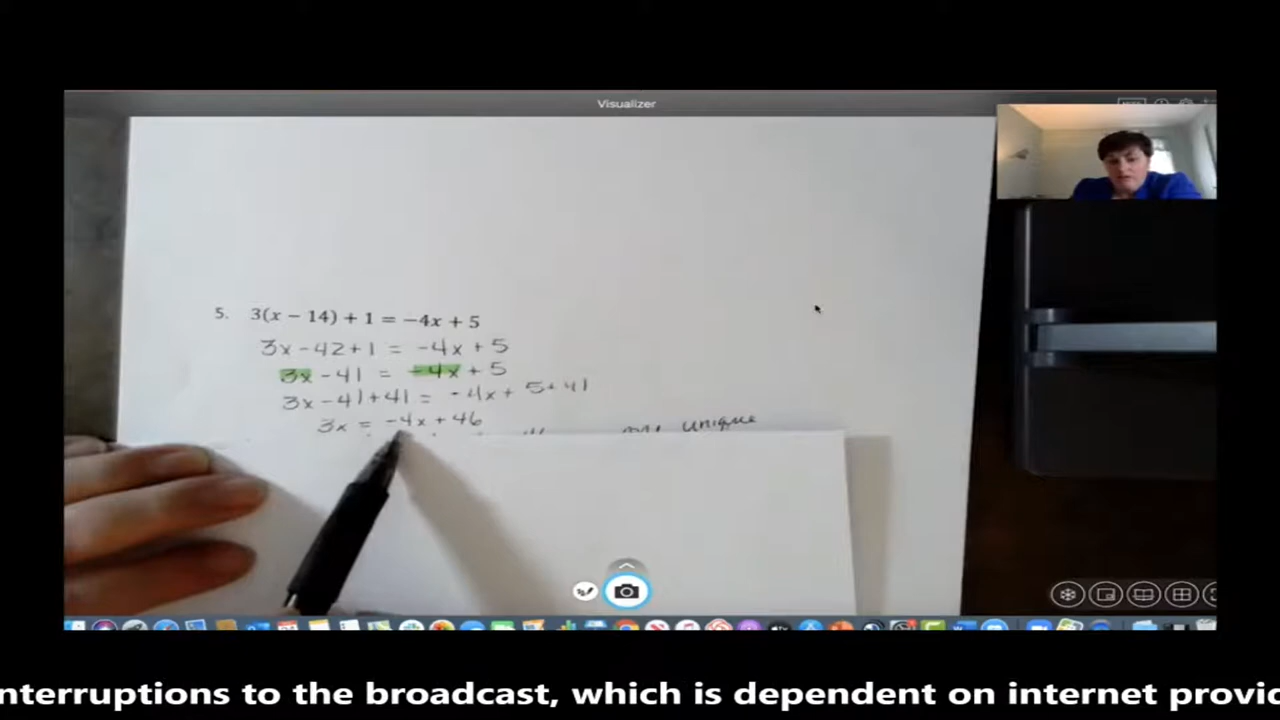 Visualizer
5. 3(x − 14) + 1 = −4x + 5
3x - 42 + 1 = -4x + 5
3x - 41 = -4x + 5
3x - 41 + 41 = -4x + 5 + 41
3x = -4x + 46
unique
nterruptions to the broadcast, which is dependent on internet provid